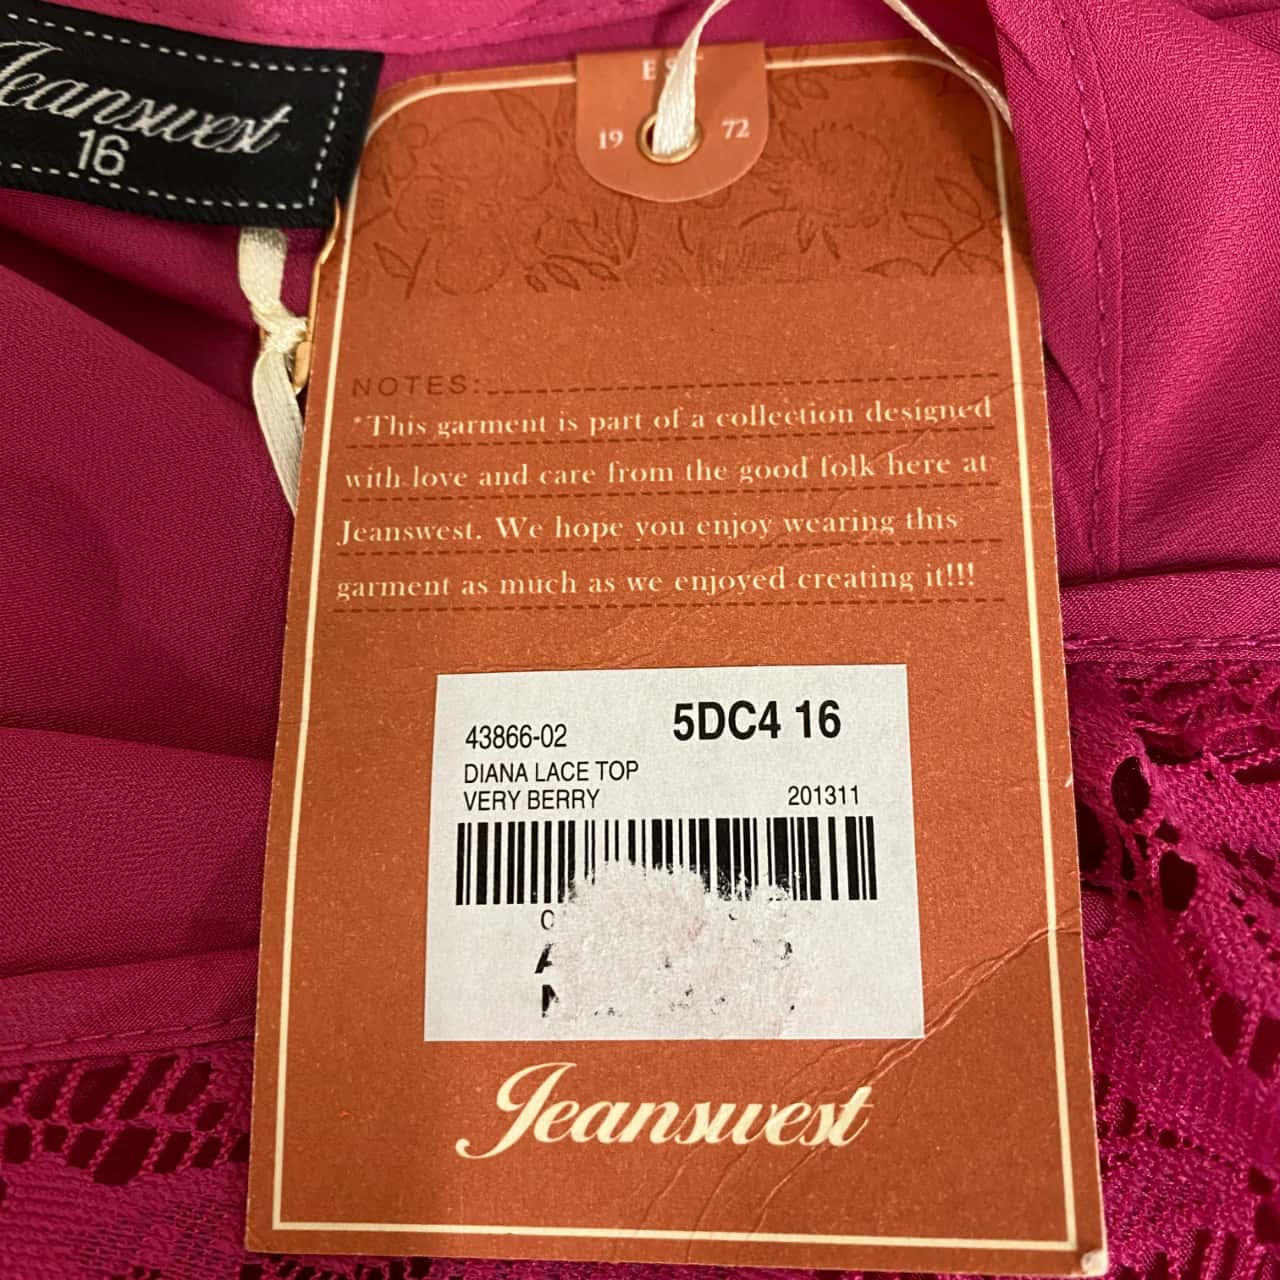 Jeanswest
16
EST
19 72
NOTES:
*This garment is part of a collection designed
with love and care from the good folk here at
Jeanswest. We hope you enjoy wearing this
garment as much as we enjoyed creating it!!!
43866-02 5DC4 16
DIANA LACE TOP
VERY BERRY 201311
Jeanswest